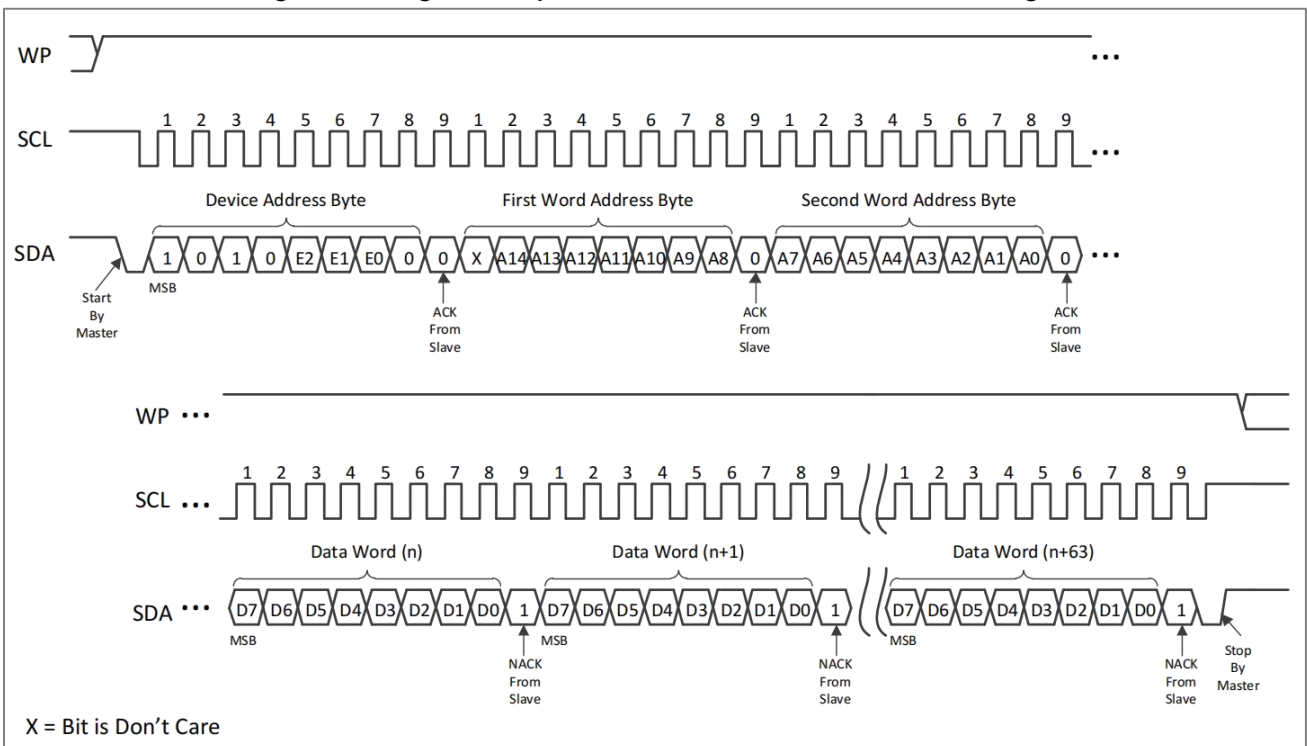 WP
...
1 2 3 4 5 6 7 8 9 1 2 3 4 5 6 7 8 9 1 2 3 4 5 6 7 8 9
SCL
...
Device Address Byte First Word Address Byte Second Word Address Byte
SDA 1 0 1 0 E2 E1 E0 0 0 X A14 A13 A12 A11 A10 A9 A8 0 A7 A6 A5 A4 A3 A2 A1 A0 0 ...
MSB
Start
By
Master
ACK
From
Slave
ACK
From
Slave
ACK
From
Slave
WP ...
1 2 3 4 5 6 7 8 9 1 2 3 4 5 6 7 8 9 1 2 3 4 5 6 7 8 9
SCL ...
Data Word (n) Data Word (n+1) Data Word (n+63)
SDA ... D7 D6 D5 D4 D3 D2 D1 D0 1 D7 D6 D5 D4 D3 D2 D1 D0 1 D7 D6 D5 D4 D3 D2 D1 D0 1
MSB MSB MSB
NACK
From
Slave
NACK
From
Slave
NACK
From
Slave
Stop
By
Master
X = Bit is Don't Care